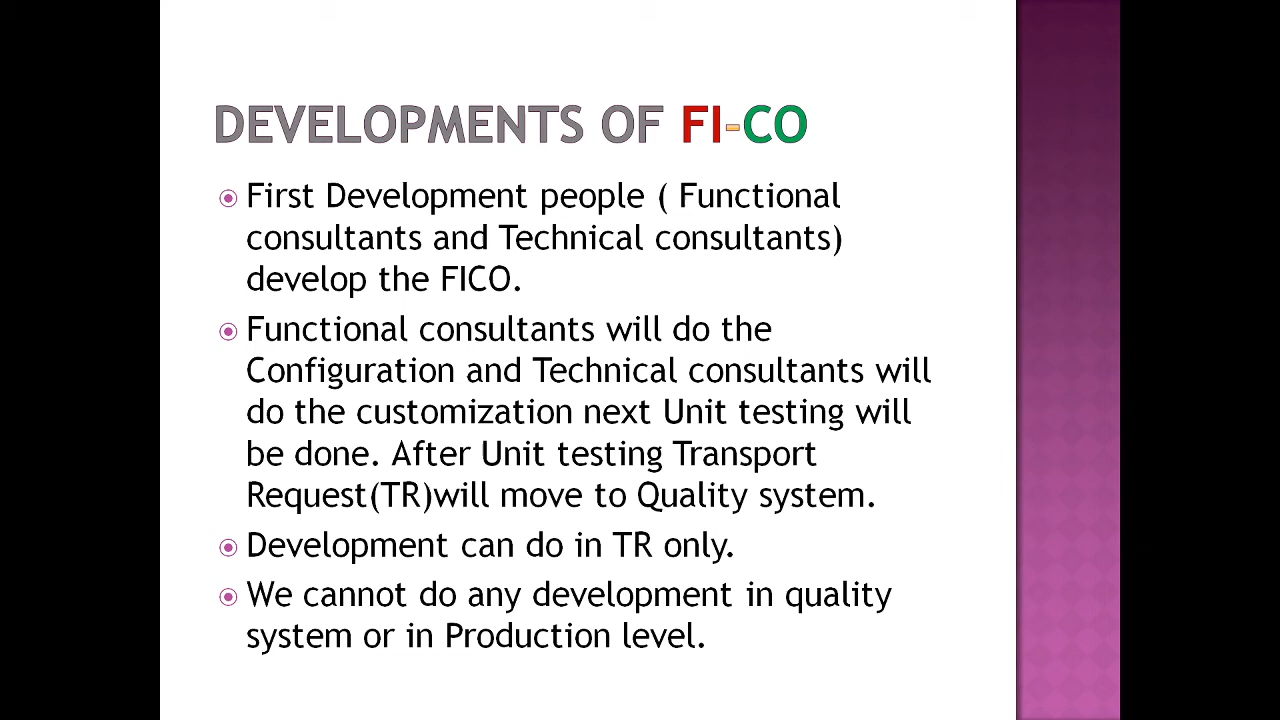 DEVELOPMENTS OF FI-CO
First Development people ( Functional
consultants and Technical consultants)
develop the FICO.
Functional consultants will do the
Configuration and Technical consultants will
do the customization next Unit testing will
be done. After Unit testing Transport
Request(TR)will move to Quality system.
Development can do in TR only.
We cannot do any development in quality
system or in Production level.